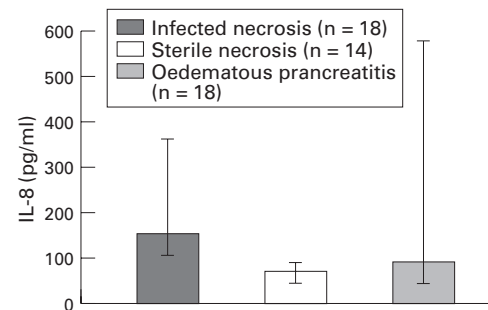 600
500
400
300
200
100
0
IL-8 (pg/ml)
Infected necrosis (n = 18)
Sterile necrosis (n = 14)
Oedematous prancreatitis
(n = 18)